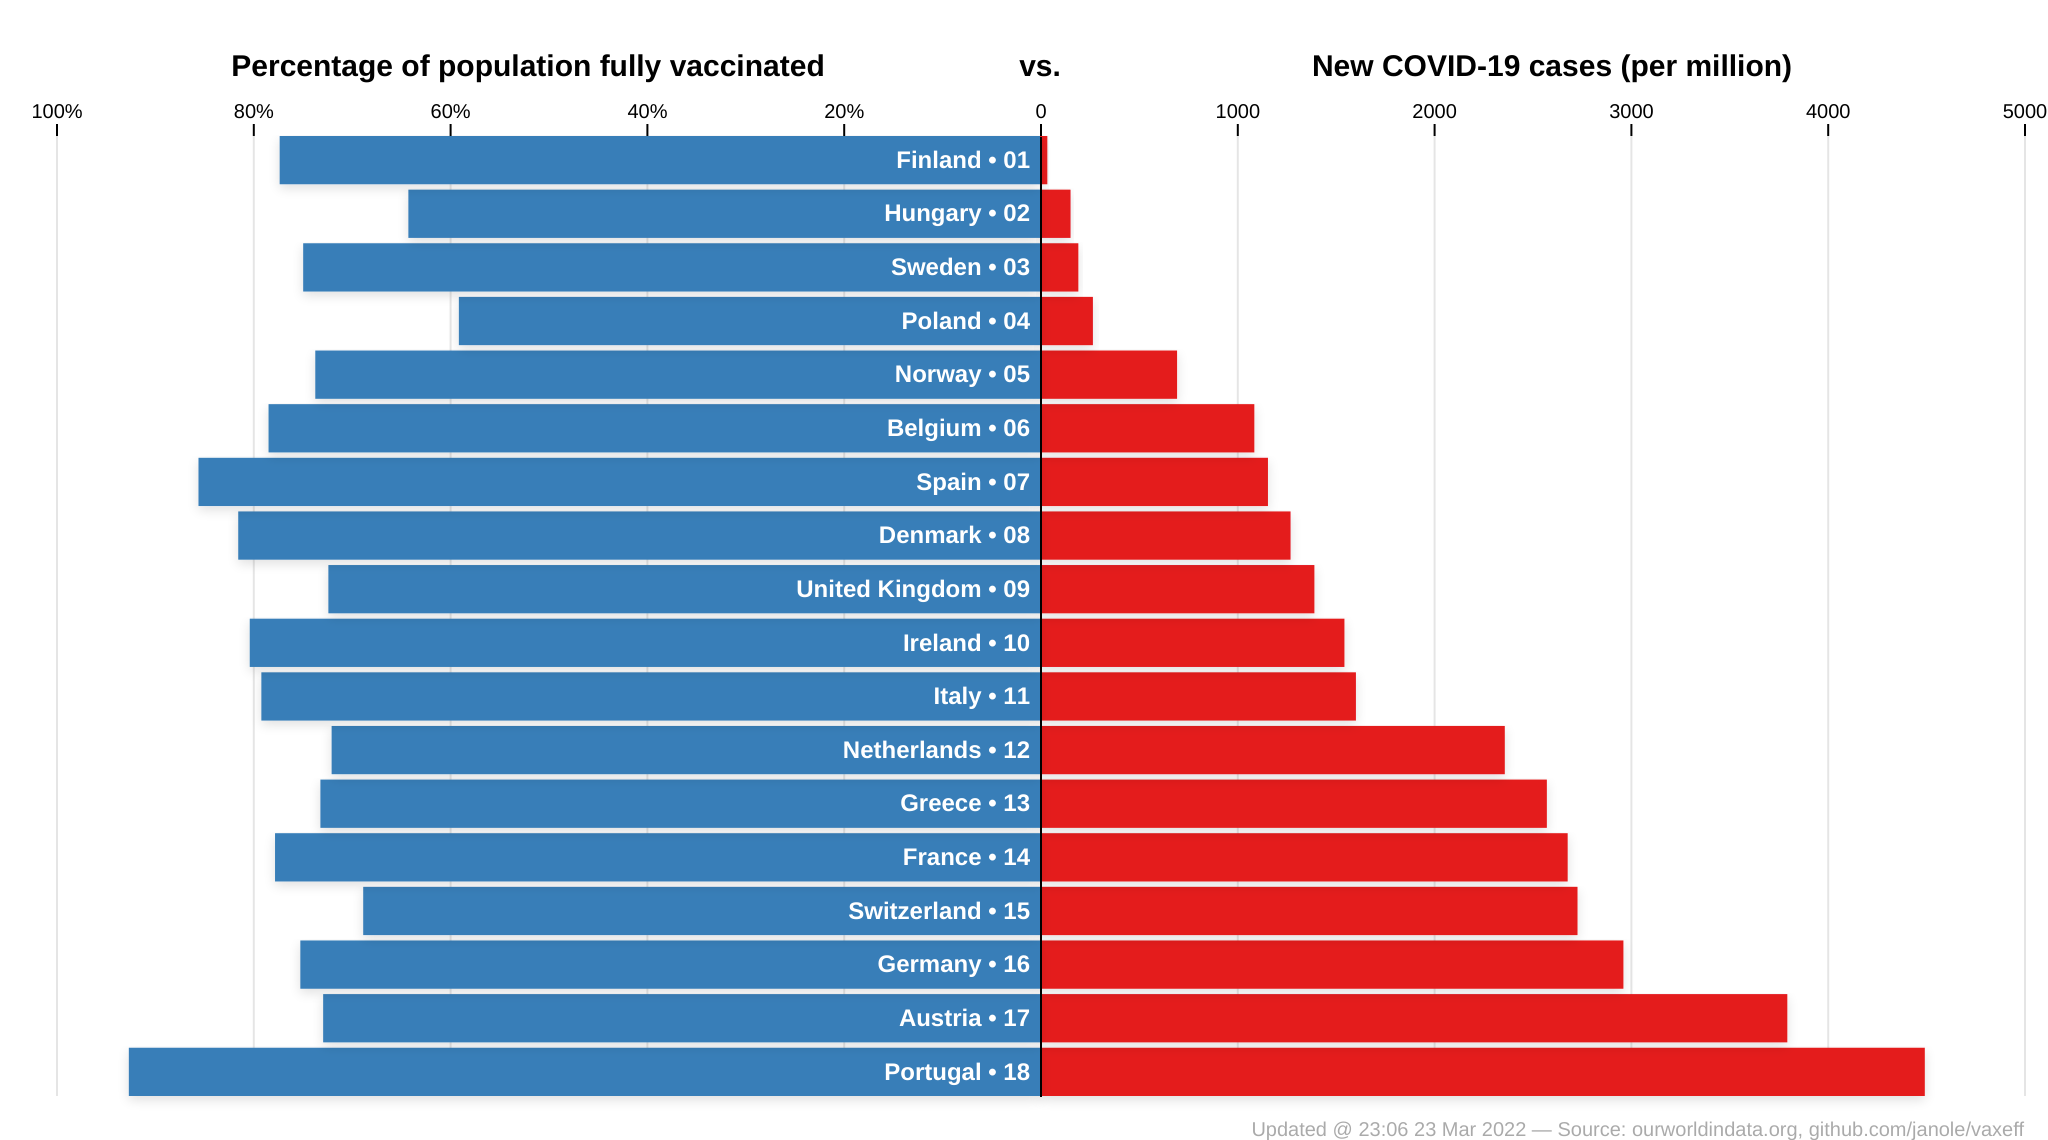 Percentage of population fully vaccinated vs. New COVID-19 cases (per million)
100% 80% 60% 40% 20% 0 1000 2000 3000 4000 5000
Finland • 01
Hungary • 02
Sweden • 03
Poland • 04
Norway • 05
Belgium • 06
Spain • 07
Denmark • 08
United Kingdom • 09
Ireland • 10
Italy • 11
Netherlands • 12
Greece • 13
France • 14
Switzerland • 15
Germany • 16
Austria • 17
Portugal • 18
Updated @ 23:06 23 Mar 2022 — Source: ourworldindata.org, github.com/janole/vaxeff